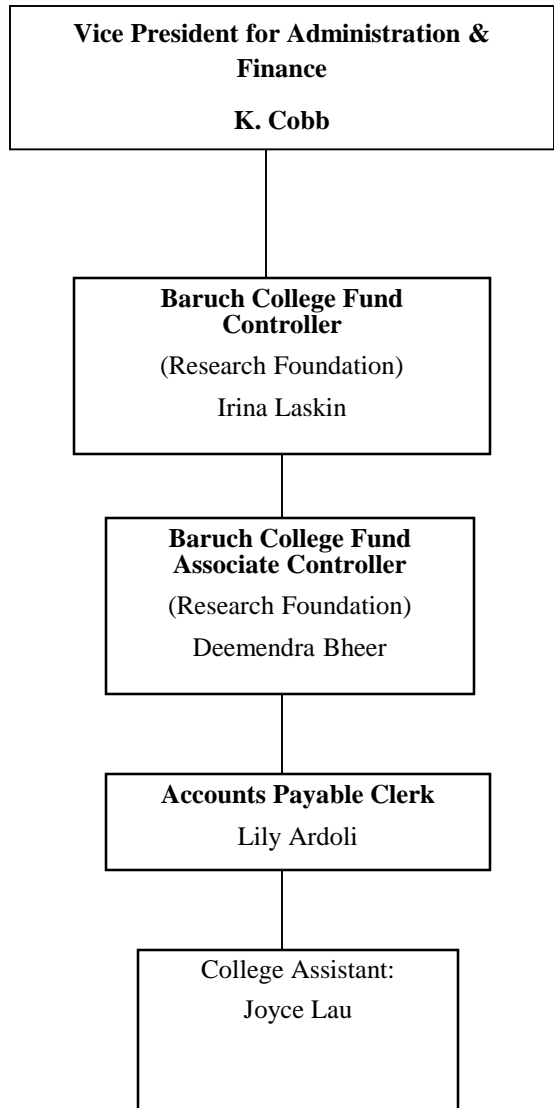 Vice President for Administration &
Finance
K. Cobb
Baruch College Fund
Controller
(Research Foundation)
Irina Laskin
Baruch College Fund
Associate Controller
(Research Foundation)
Deemendra Bheer
Accounts Payable Clerk
Lily Ardoli
College Assistant:
Joyce Lau